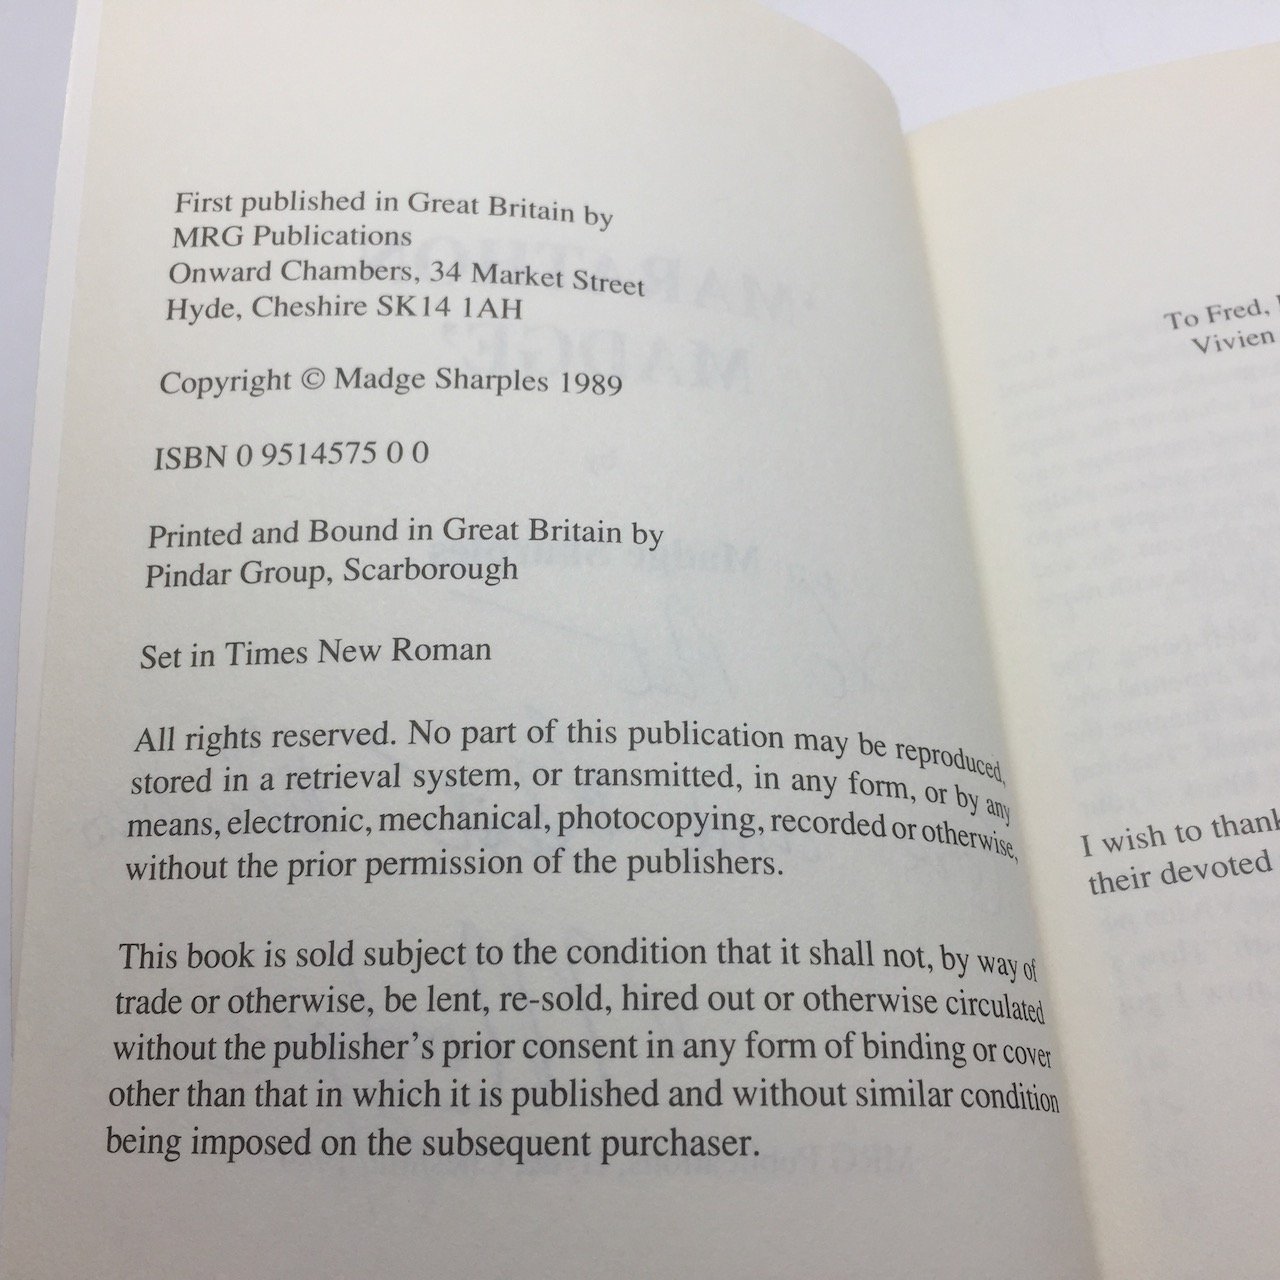 First published in Great Britain by
MRG Publications
Onward Chambers, 34 Market Street
Hyde, Cheshire SK14 1AH
Copyright © Madge Sharples 1989
ISBN 0 9514575 0 0
Printed and Bound in Great Britain by
Pindar Group, Scarborough
Set in Times New Roman
All rights reserved. No part of this publication may be reproduced,
stored in a retrieval system, or transmitted, in any form, or by any
means, electronic, mechanical, photocopying, recorded or otherwise,
without the prior permission of the publishers.
This book is sold subject to the condition that it shall not, by way of
trade or otherwise, be lent, re-sold, hired out or otherwise circulated
without the publisher's prior consent in any form of binding or cover
other than that in which it is published and without similar condition
being imposed on the subsequent purchaser.
To Fred,
Vivien
I wish to thank
their devoted